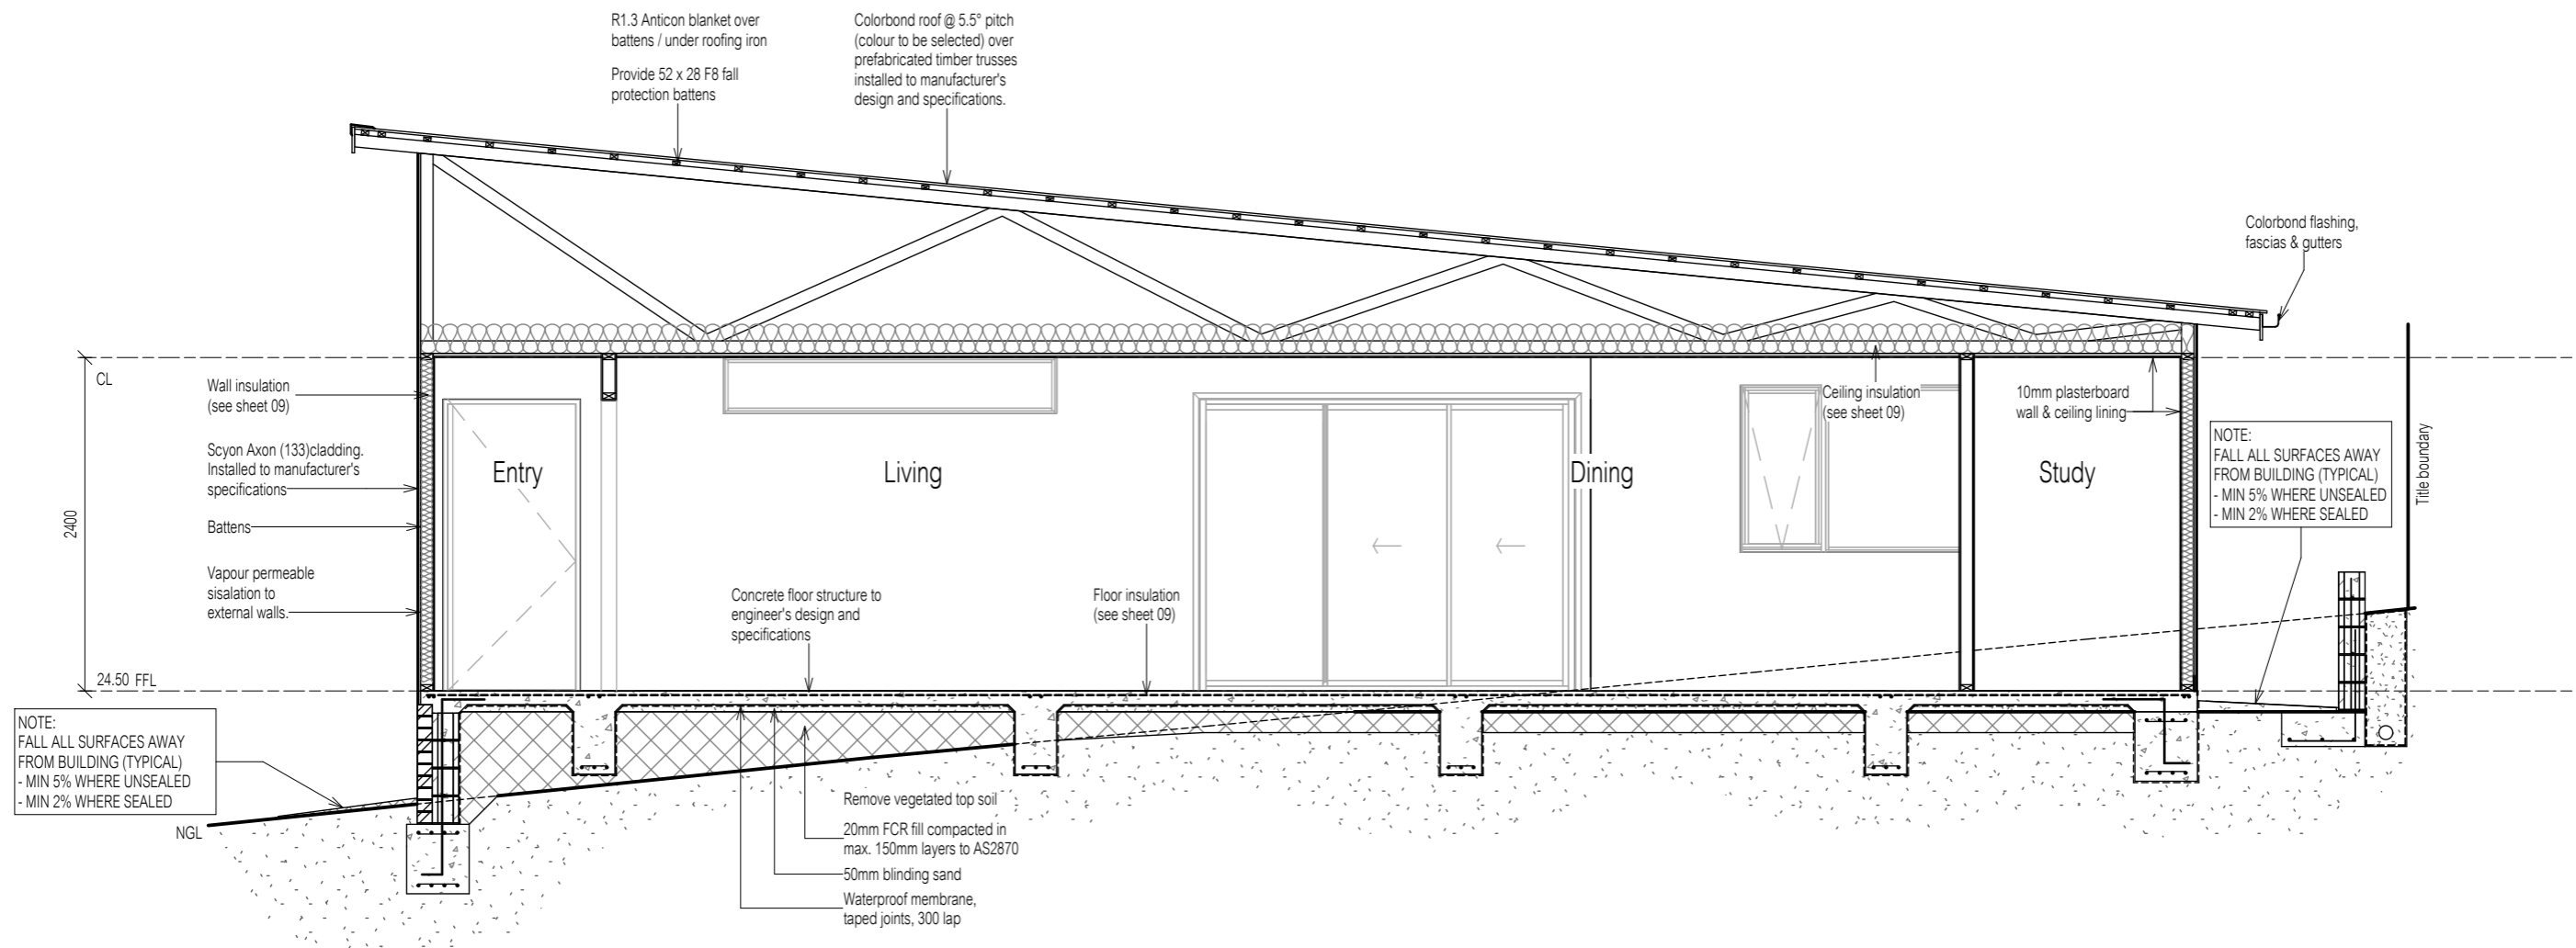 R1.3 Anticon blanket over
battens / under roofing iron
Provide 52 x 28 F8 fall
protection battens
Colorbond roof @ 5.5° pitch
(colour to be selected) over
prefabricated timber trusses
installed to manufacturer's
design and specifications.
Colorbond flashing,
fascias & gutters
CL
2400
24.50 FFL
Wall insulation
(see sheet 09)
Scyon Axon (133)cladding.
Installed to manufacturer's
specifications
Battens
Vapour permeable
sisalation to
external walls.
Entry
Living
Dining
Study
Ceiling insulation
(see sheet 09)
10mm plasterboard
wall & ceiling lining
NOTE:
FALL ALL SURFACES AWAY
FROM BUILDING (TYPICAL)
- MIN 5% WHERE UNSEALED
- MIN 2% WHERE SEALED
Title boundary
Concrete floor structure to
engineer's design and
specifications
Floor insulation
(see sheet 09)
NOTE:
FALL ALL SURFACES AWAY
FROM BUILDING (TYPICAL)
- MIN 5% WHERE UNSEALED
- MIN 2% WHERE SEALED
NGL
Remove vegetated top soil
20mm FCR fill compacted in
max. 150mm layers to AS2870
50mm blinding sand
Waterproof membrane,
taped joints, 300 lap